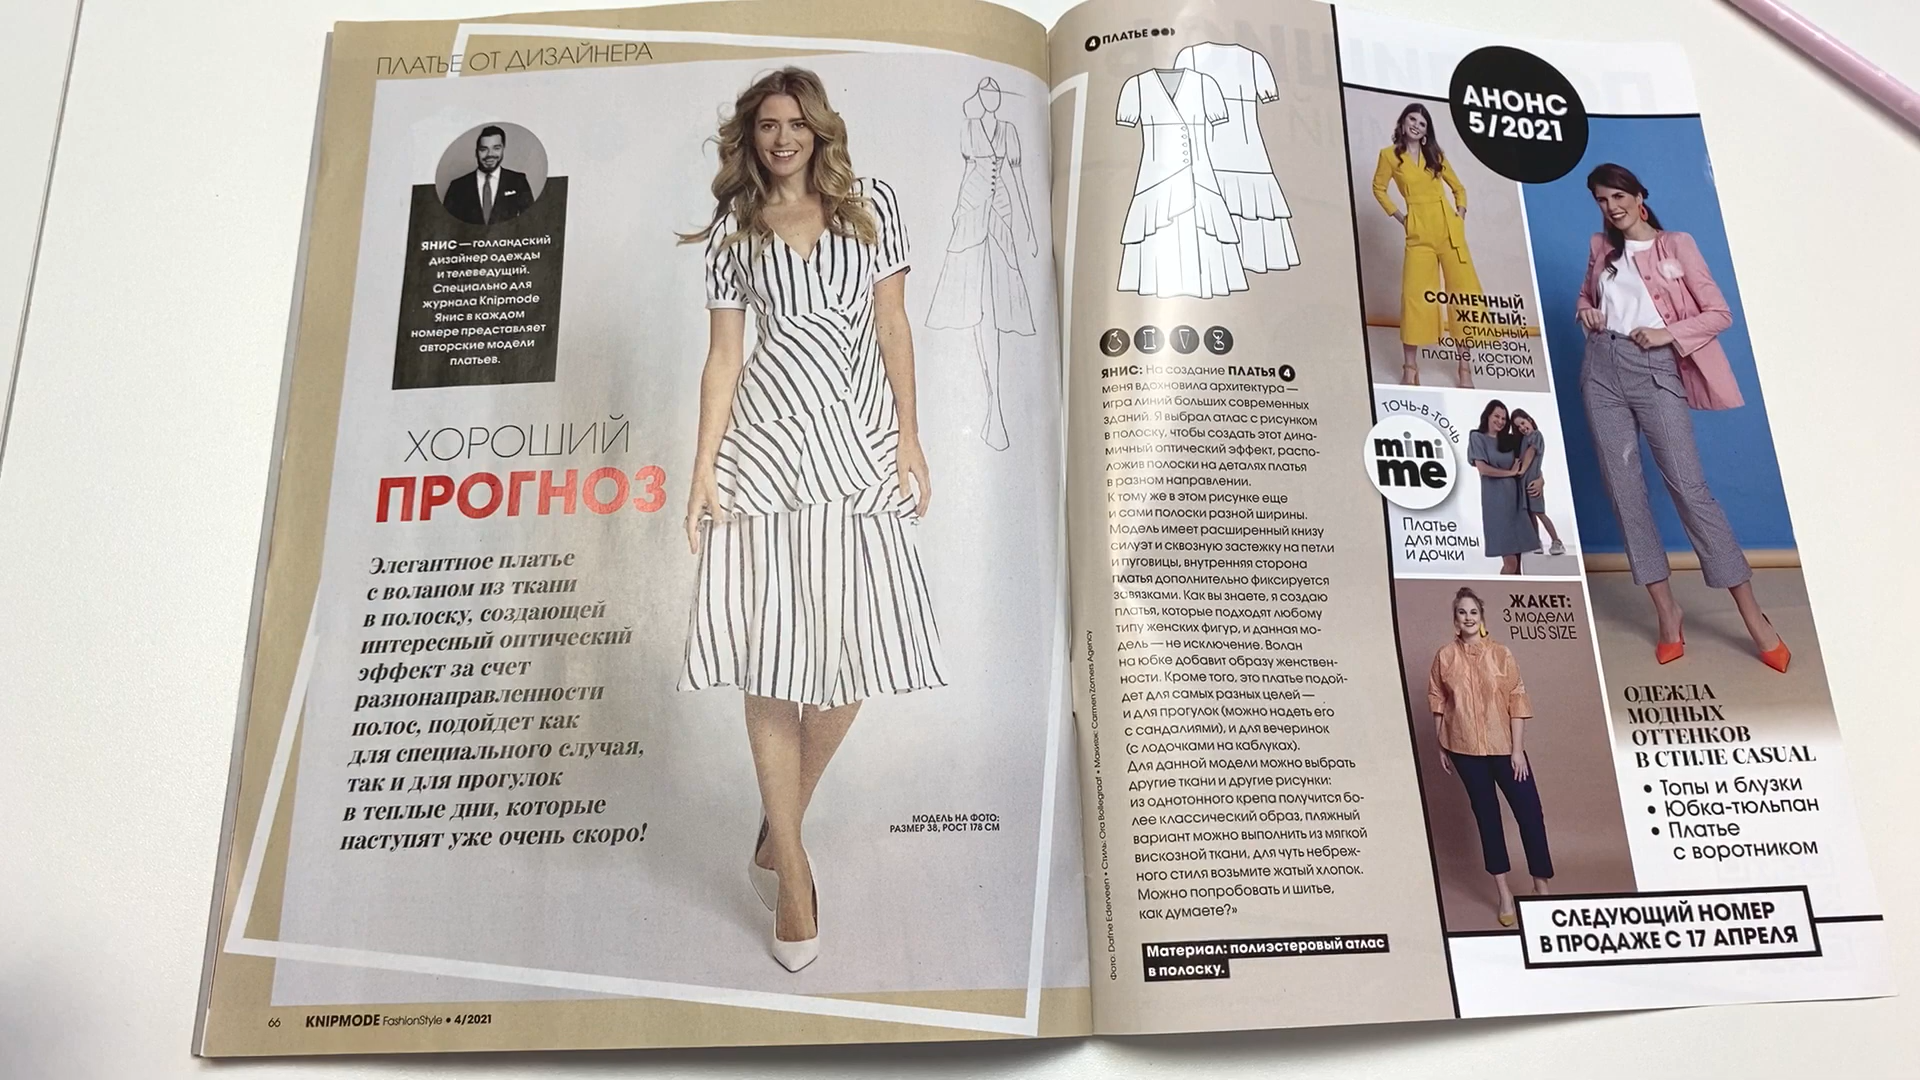 ПЛАТЬЕ ОТ ДИЗАЙНЕРА
ЯНИС — голландский
дизайнер одежды
и телеведущий.
Специально для
журнала Knipmode
Янис в каждом
номере представляет
авторские модели
платьев.
ХОРОШИЙ
ПРОГНОЗ
Элегантное платье
с воланом из ткани
в полоску, создающей
интересный оптический
эффект за счет
разнонаправленности
полос, подойдет как
для специального случая,
так и для прогулок
в теплые дни, которые
наступят уже очень скоро!
МОДЕЛЬ НА ФОТО:
РАЗМЕР 38, РОСТ 178 СМ
66 KNIPMODE FashionStyle • 4/2021
4 ПЛАТЬЕ
ЯНИС: На создание ПЛАТЬЯ 4
меня вдохновила архитектура —
игра линий больших современных
зданий. Я выбрал атлас с рисунком
в полоску, чтобы создать этот дина-
мичный оптический эффект, распо-
ложив полоски на деталях платья
в разном направлении.
К тому же в этом рисунке еще
и сами полоски разной ширины.
Модель имеет расширенный книзу
силуэт и сквозную застежку на петли
и пуговицы, внутренняя сторона
платья дополнительно фиксируется
завязками. Как вы знаете, я создаю
платья, которые подходят любому
типу женских фигур, и данная мо-
дель — не исключение. Волан
на юбке добавит образу женствен-
ности. Кроме того, это платье подой-
дет для самых разных целей —
и для прогулок (можно надеть его
с сандалиями), и для вечеринок
(с лодочками на каблуках).
Для данной модели можно выбрать
другие ткани и другие рисунки:
из однотонного крепа получится бо-
лее классический образ, пляжный
вариант можно выполнить из мягкой
вискозной ткани, для чуть небреж-
ного стиля возьмите жатый хлопок.
Можно попробовать и шитье,
как думаете?»
Материал: полиэстеровый атлас
в полоску.
Фото: Dafne Ederveen • Стиль: Ora Bollegraaf • Макияж: Carmen Zomers Agency
АНОНС
5/2021
СОЛНЕЧНЫЙ
ЖЕЛТЫЙ:
стильный
комбинезон,
платье, костюм
и брюки
ТОЧЬ-В-ТОЧЬ
mini
me
Платье
для мамы
и дочки
ЖАКЕТ:
3 модели
PLUS SIZE
ОДЕЖДА
МОДНЫХ
ОТТЕНКОВ
В СТИЛЕ CASUAL
• Топы и блузки
• Юбка-тюльпан
• Платье
с воротником
СЛЕДУЮЩИЙ НОМЕР
В ПРОДАЖЕ С 17 АПРЕЛЯ